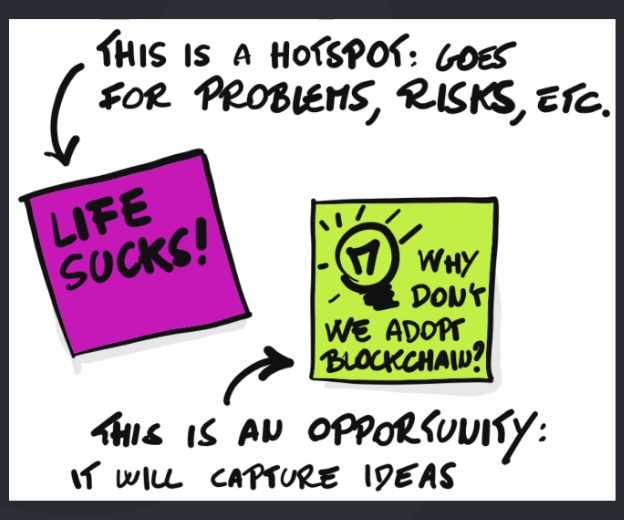 THIS IS A HOTSPOT: GOES
FOR PROBLEMS, RISKS, ETC.
LIFE
SUCKS!
WHY
DON'T
WE ADOPT
BLOCKCHAIN?
THIS IS AN OPPORTUNITY:
IT WILL CAPTURE IDEAS